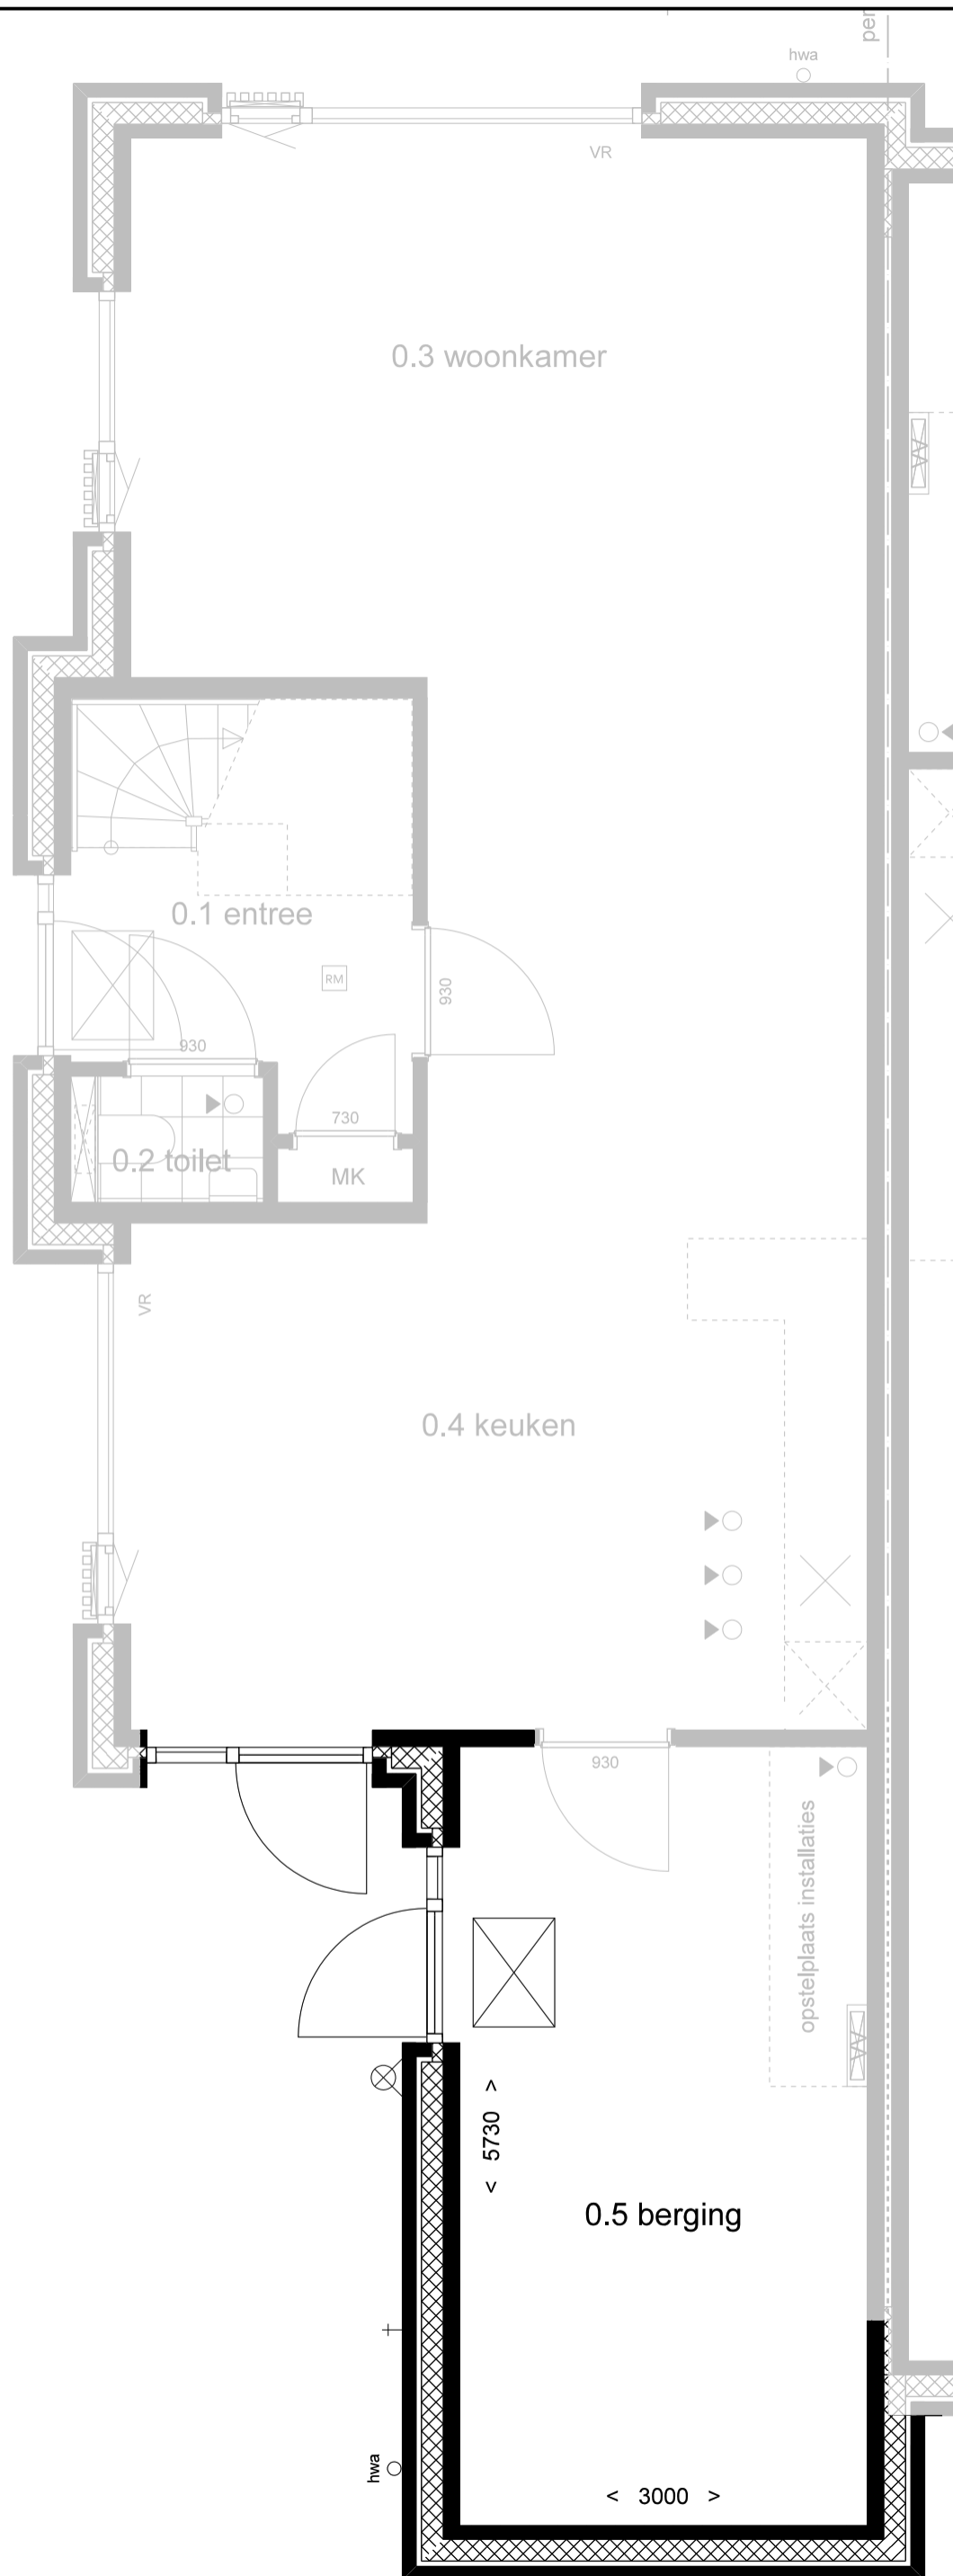 hwa
per
VR
0.3 woonkamer
0.1 entree
RM
930
930
730
0.2 toilet
MK
VR
0.4 keuken
930
opstelplaats installaties
< 5730 >
0.5 berging
hwa
< 3000 >